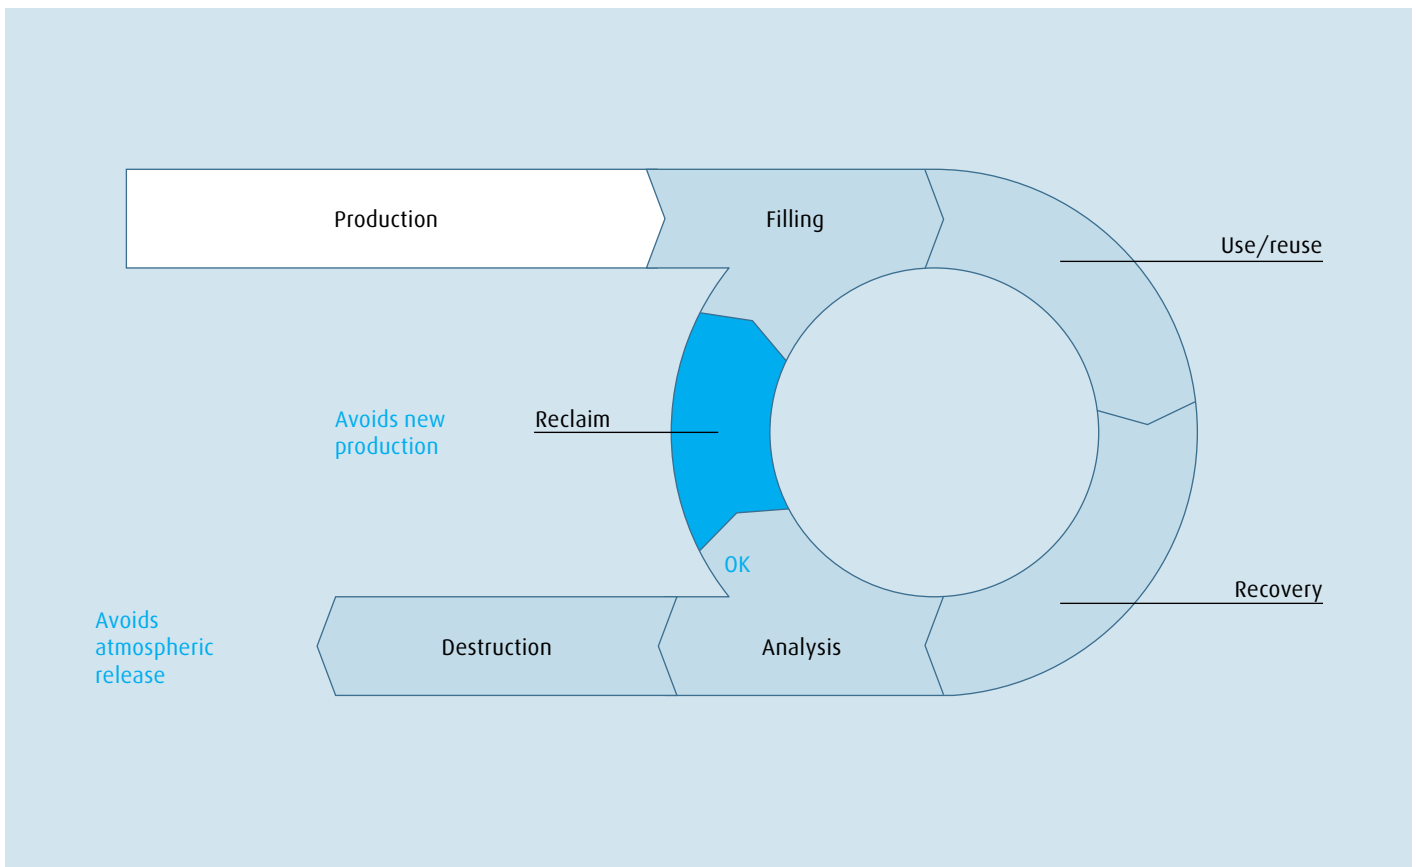 Production
Filling
Use/reuse
Avoids new
production
Reclaim
OK
Recovery
Avoids
atmospheric
release
Destruction
Analysis